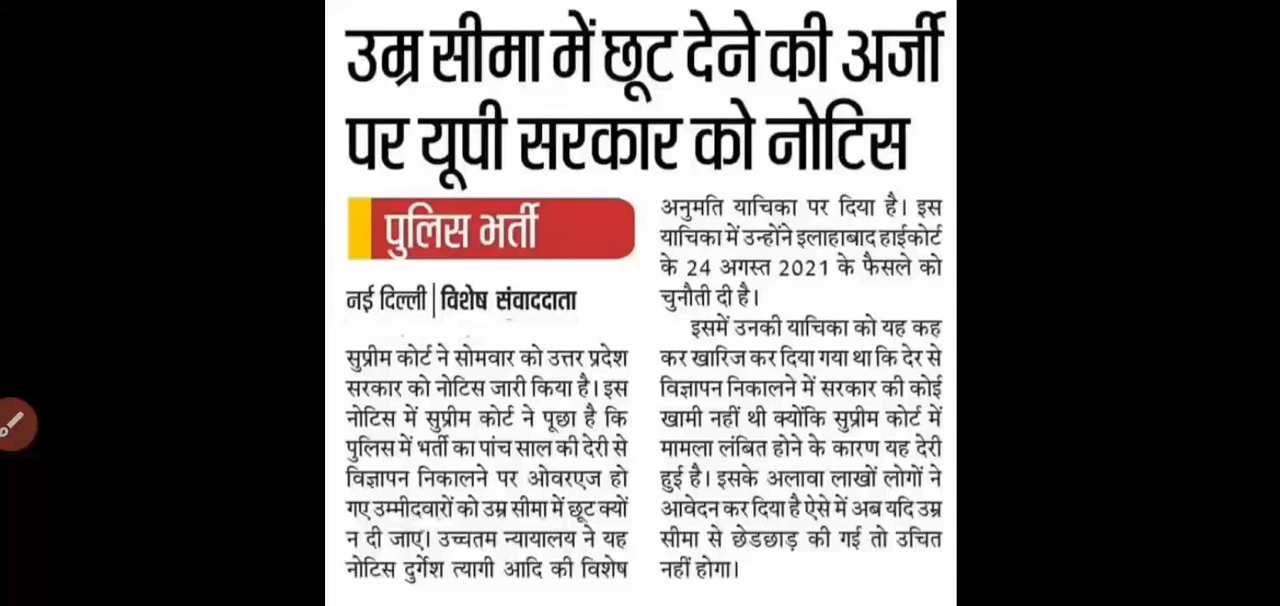 उम्र सीमा में छूट देने की अर्जी
पर यूपी सरकार को नोटिस
पुलिस भर्ती
नई दिल्ली | विशेष संवाददाता
सुप्रीम कोर्ट ने सोमवार को उत्तर प्रदेश
सरकार को नोटिस जारी किया है। इस
नोटिस में सुप्रीम कोर्ट ने पूछा है कि
पुलिस में भर्ती का पांच साल की देरी से
विज्ञापन निकालने पर ओवरएज हो
गए उम्मीदवारों को उम्र सीमा में छूट क्यों
न दी जाए। उच्चतम न्यायालय ने यह
नोटिस दुर्गेश त्यागी आदि की विशेष
अनुमति याचिका पर दिया है। इस
याचिका में उन्होंने इलाहाबाद हाईकोर्ट
के 24 अगस्त 2021 के फैसले को
चुनौती दी है।
इसमें उनकी याचिका को यह कह
कर खारिज कर दिया गया था कि देर से
विज्ञापन निकालने में सरकार की कोई
खामी नहीं थी क्योंकि सुप्रीम कोर्ट में
मामला लंबित होने के कारण यह देरी
हुई है। इसके अलावा लाखों लोगों ने
आवेदन कर दिया है ऐसे में अब यदि उम्र
सीमा से छेडछाड़ की गई तो उचित
नहीं होगा।